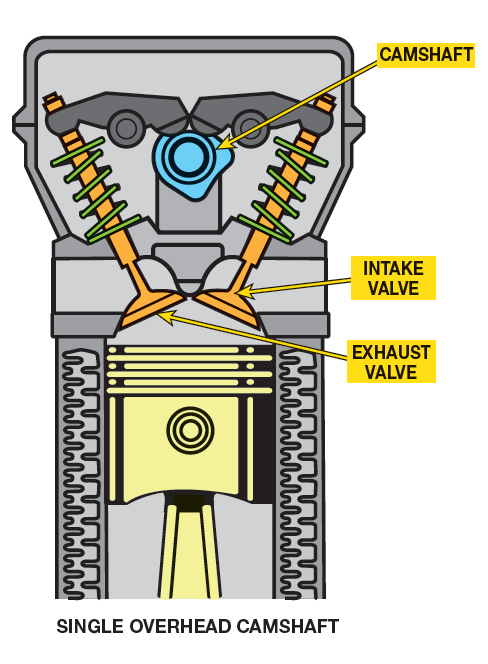 CAMSHAFT
INTAKE
VALVE
EXHAUST
VALVE
SINGLE OVERHEAD CAMSHAFT